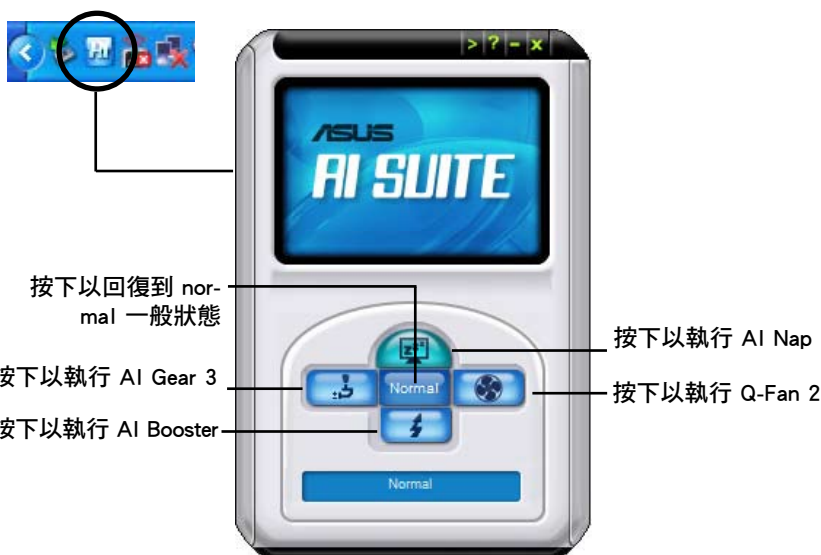 AI
> ? - x
ASUS
AI SUITE
按下以回復到 nor-
mal 一般狀態
按下以執行 AI Nap
按下以執行 AI Gear 3
Normal
按下以執行 Q-Fan 2
按下以執行 AI Booster
Normal